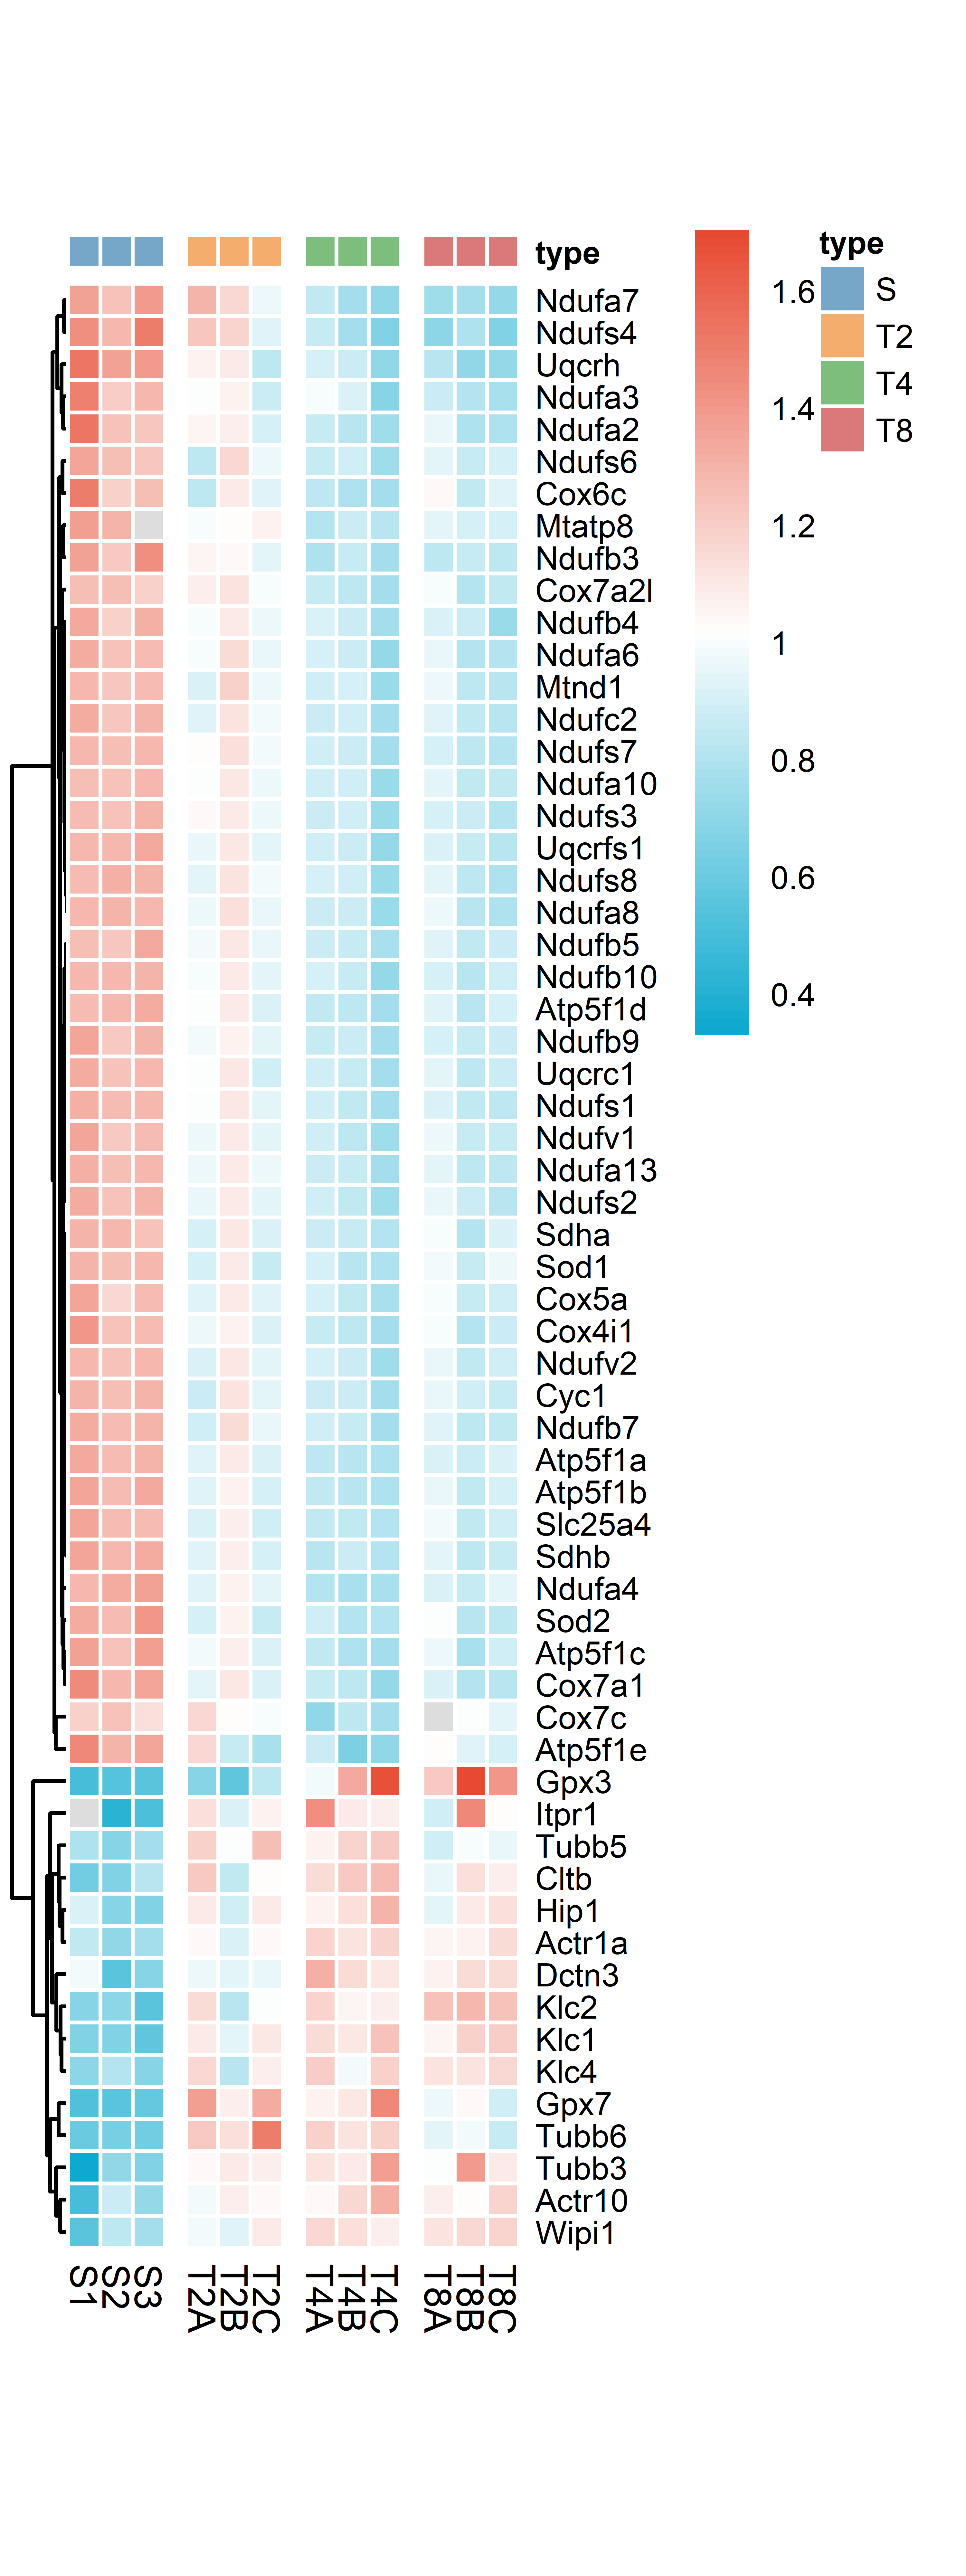 type
Ndufa7
Ndufs4
Uqcrh
Ndufa3
Ndufa2
Ndufs6
Cox6c
Mtatp8
Ndufb3
Cox7a2l
Ndufb4
Ndufa6
Mtnd1
Ndufc2
Ndufs7
Ndufa10
Ndufs3
Uqcrfs1
Ndufs8
Ndufa8
Ndufb5
Ndufb10
Atp5f1d
Ndufb9
Uqcrc1
Ndufs1
Ndufv1
Ndufa13
Ndufs2
Sdha
Sod1
Cox5a
Cox4i1
Ndufv2
Cyc1
Ndufb7
Atp5f1a
Atp5f1b
Slc25a4
Sdhb
Ndufa4
Sod2
Atp5f1c
Cox7a1
Cox7c
Atp5f1e
Gpx3
Itpr1
Tubb5
Cltb
Hip1
Actr1a
Dctn3
Klc2
Klc1
Klc4
Gpx7
Tubb6
Tubb3
Actr10
Wipi1
S1
S2
S3
T2A
T2B
T2C
T4A
T4B
T4C
T8A
T8B
T8C
1.6
1.4
1.2
1
0.8
0.6
0.4
type
S
T2
T4
T8